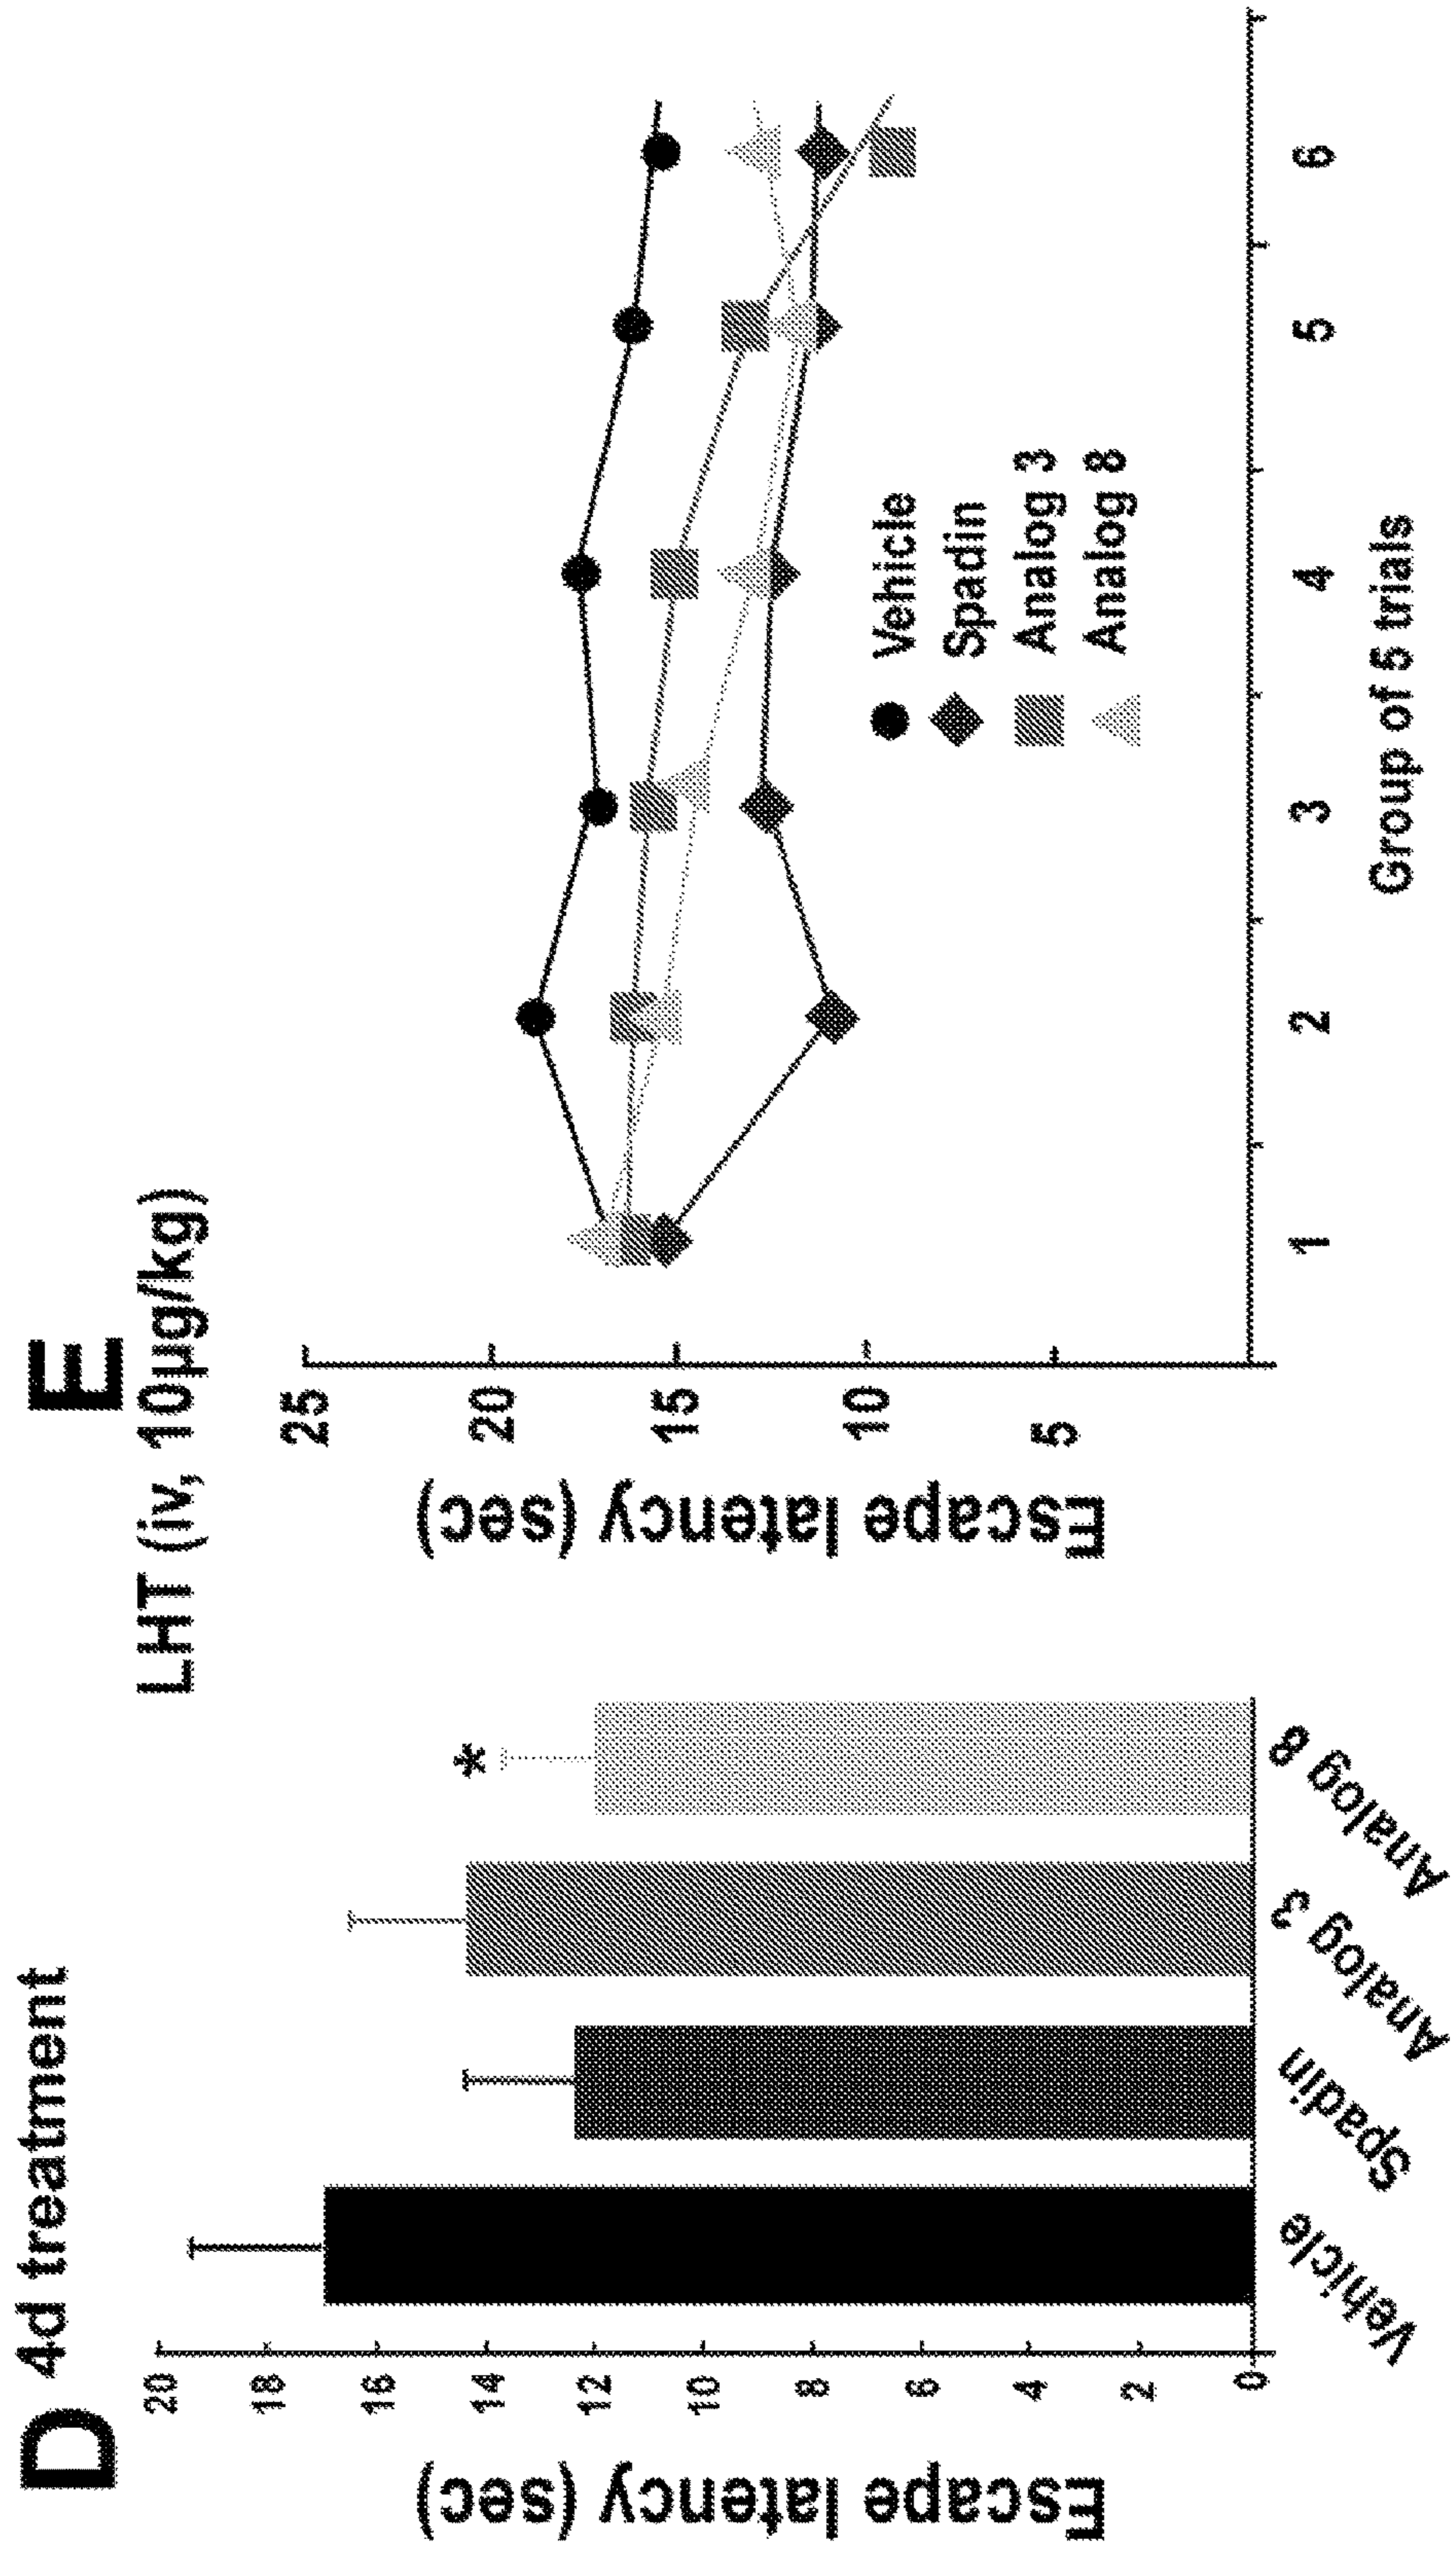 D 4d treatment
LHT (iv, 10µg/kg)
Escape latency (sec)
20
18
16
14
12
10
8
6
4
2
0
*
Vehicle
Spadin
Analog 3
Analog 8
E
Escape latency (sec)
25
20
15
10
5
Vehicle
Spadin
Analog 3
Analog 8
1 2 3 4 5 6
Group of 5 trials